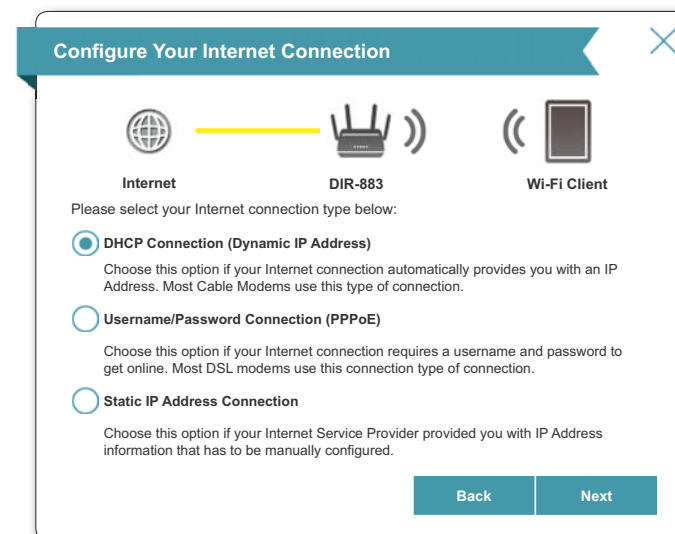 Configure Your Internet Connection
Internet DIR-883 Wi-Fi Client
Please select your Internet connection type below:
DHCP Connection (Dynamic IP Address)
Choose this option if your Internet connection automatically provides you with an IP
Address. Most Cable Modems use this type of connection.
Username/Password Connection (PPPoE)
Choose this option if your Internet connection requires a username and password to
get online. Most DSL modems use this connection type of connection.
Static IP Address Connection
Choose this option if your Internet Service Provider provided you with IP Address
information that has to be manually configured.
Back Next